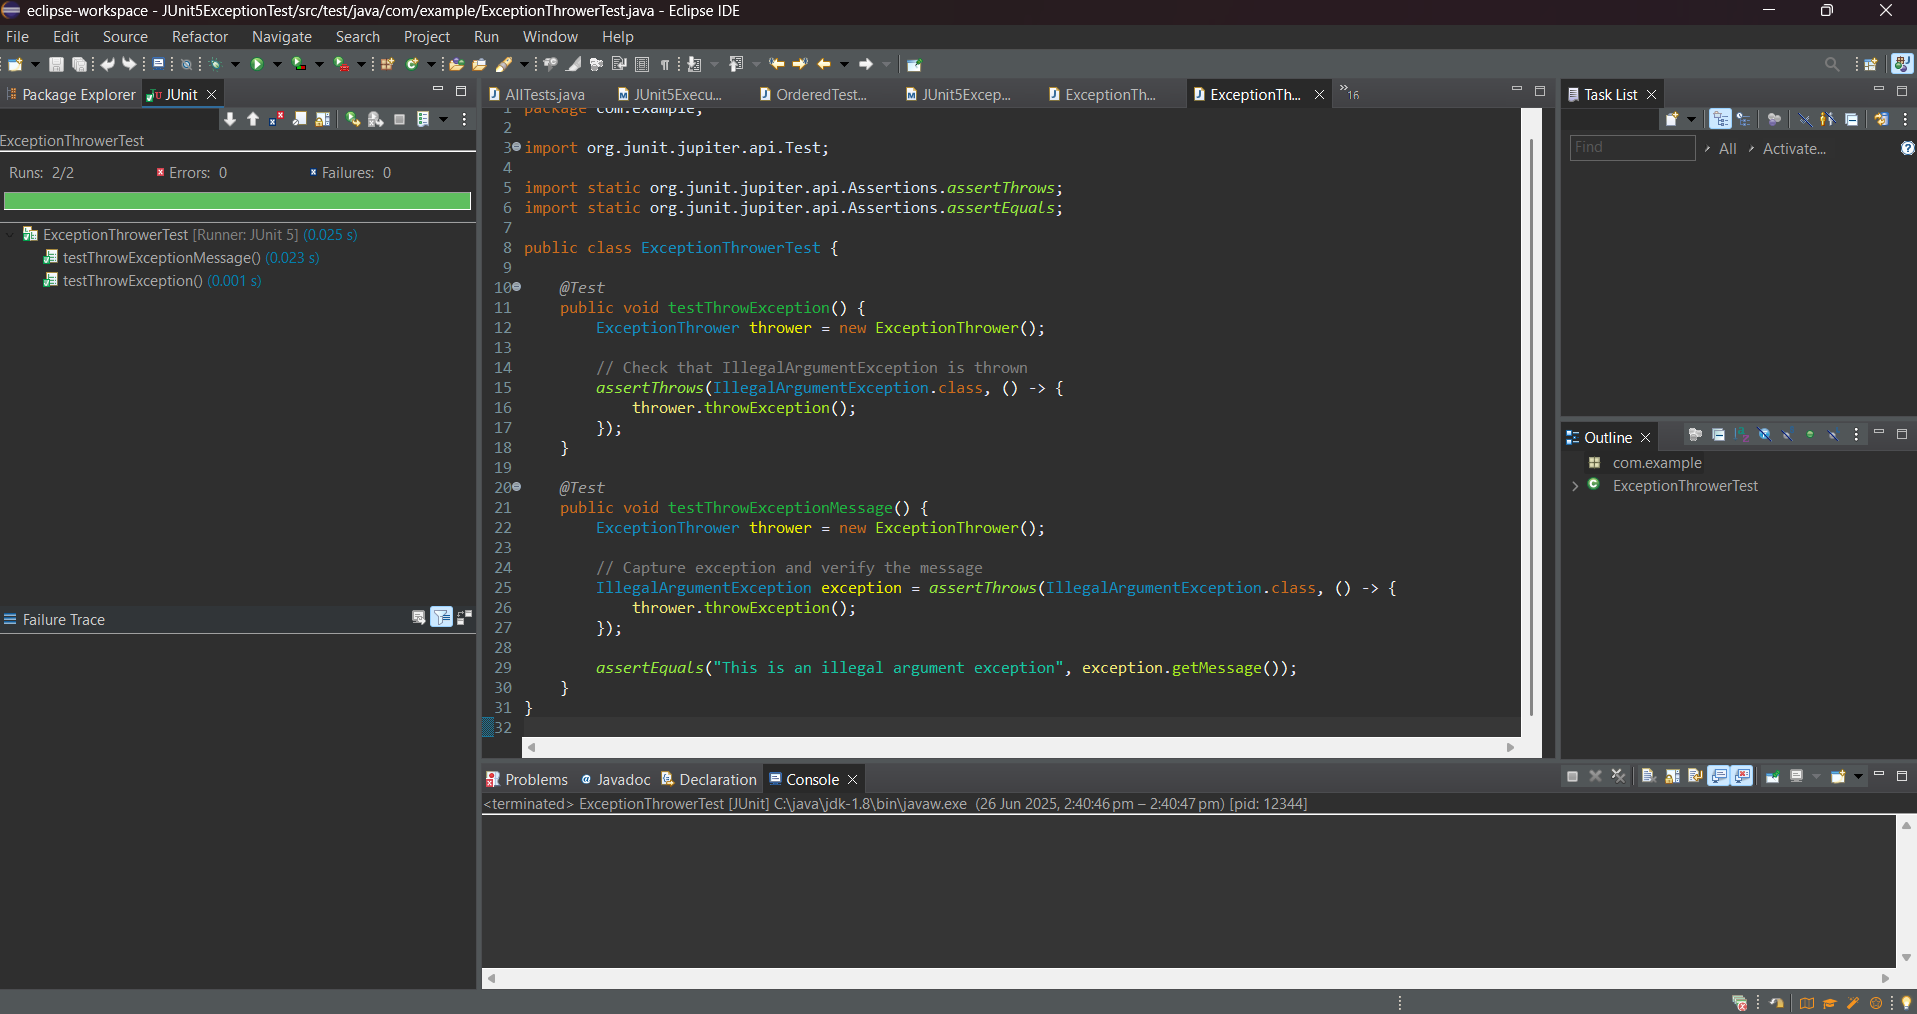 eclipse-workspace - JUnit5ExceptionTest/src/test/java/com/example/ExceptionThrowerTest.java - Eclipse IDE
File Edit Source Refactor Navigate Search Project Run Window Help
Package Explorer JUnit
ExceptionThrowerTest
Runs: 2/2 Errors: 0 Failures: 0
ExceptionThrowerTest [Runner: JUnit 5] (0.025 s)
testThrowExceptionMessage() (0.023 s)
testThrowException() (0.001 s)
Failure Trace
AllTests.java JUnit5Execu... OrderedTest... JUnit5Excep... ExceptionTh... ExceptionTh... »16
1 package com.example;
2
3 import org.junit.jupiter.api.Test;
4
5 import static org.junit.jupiter.api.Assertions.assertThrows;
6 import static org.junit.jupiter.api.Assertions.assertEquals;
7
8 public class ExceptionThrowerTest {
9
10 @Test
11 public void testThrowException() {
12 ExceptionThrower thrower = new ExceptionThrower();
13
14 // Check that IllegalArgumentException is thrown
15 assertThrows(IllegalArgumentException.class, () -> {
16 thrower.throwException();
17 });
18 }
19
20 @Test
21 public void testThrowExceptionMessage() {
22 ExceptionThrower thrower = new ExceptionThrower();
23
24 // Capture exception and verify the message
25 IllegalArgumentException exception = assertThrows(IllegalArgumentException.class, () -> {
26 thrower.throwException();
27 });
28
29 assertEquals("This is an illegal argument exception", exception.getMessage());
30 }
31 }
32
Problems Javadoc Declaration Console
<terminated> ExceptionThrowerTest [JUnit] C:\java\jdk-1.8\bin\javaw.exe (26 Jun 2025, 2:40:46 pm – 2:40:47 pm) [pid: 12344]
Task List
Find All Activate...
Outline
com.example
ExceptionThrowerTest